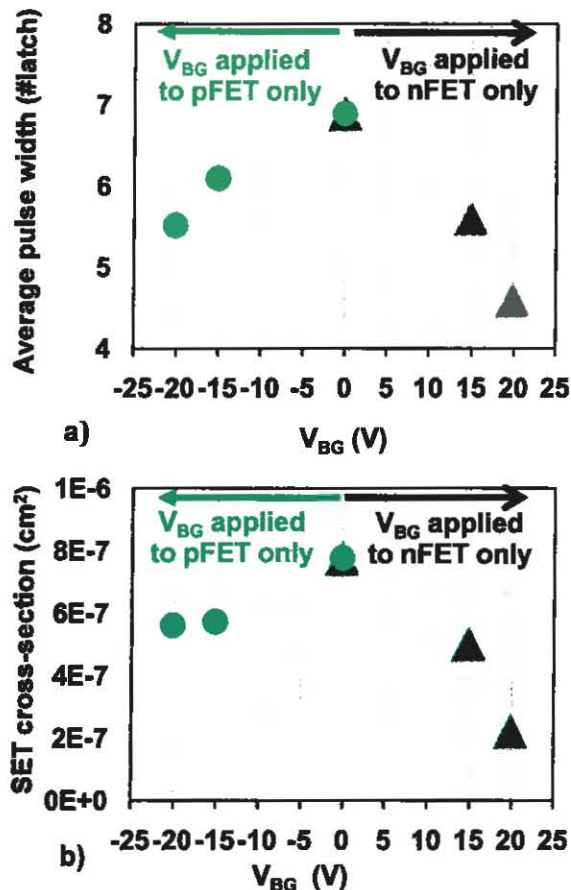 Average pulse width (#latch)
8
7
6
5
4
V_BG applied
to pFET only
V_BG applied
to nFET only
-25 -20 -15 -10 -5 0 5 10 15 20 25
a)
V_BG (V)
SET cross-section (cm²)
1E-6
8E-7
6E-7
4E-7
2E-7
0E+0
V_BG applied
to pFET only
V_BG applied
to nFET only
-25 -20 -15 -10 -5 0 5 10 15 20 25
b)
V_BG (V)